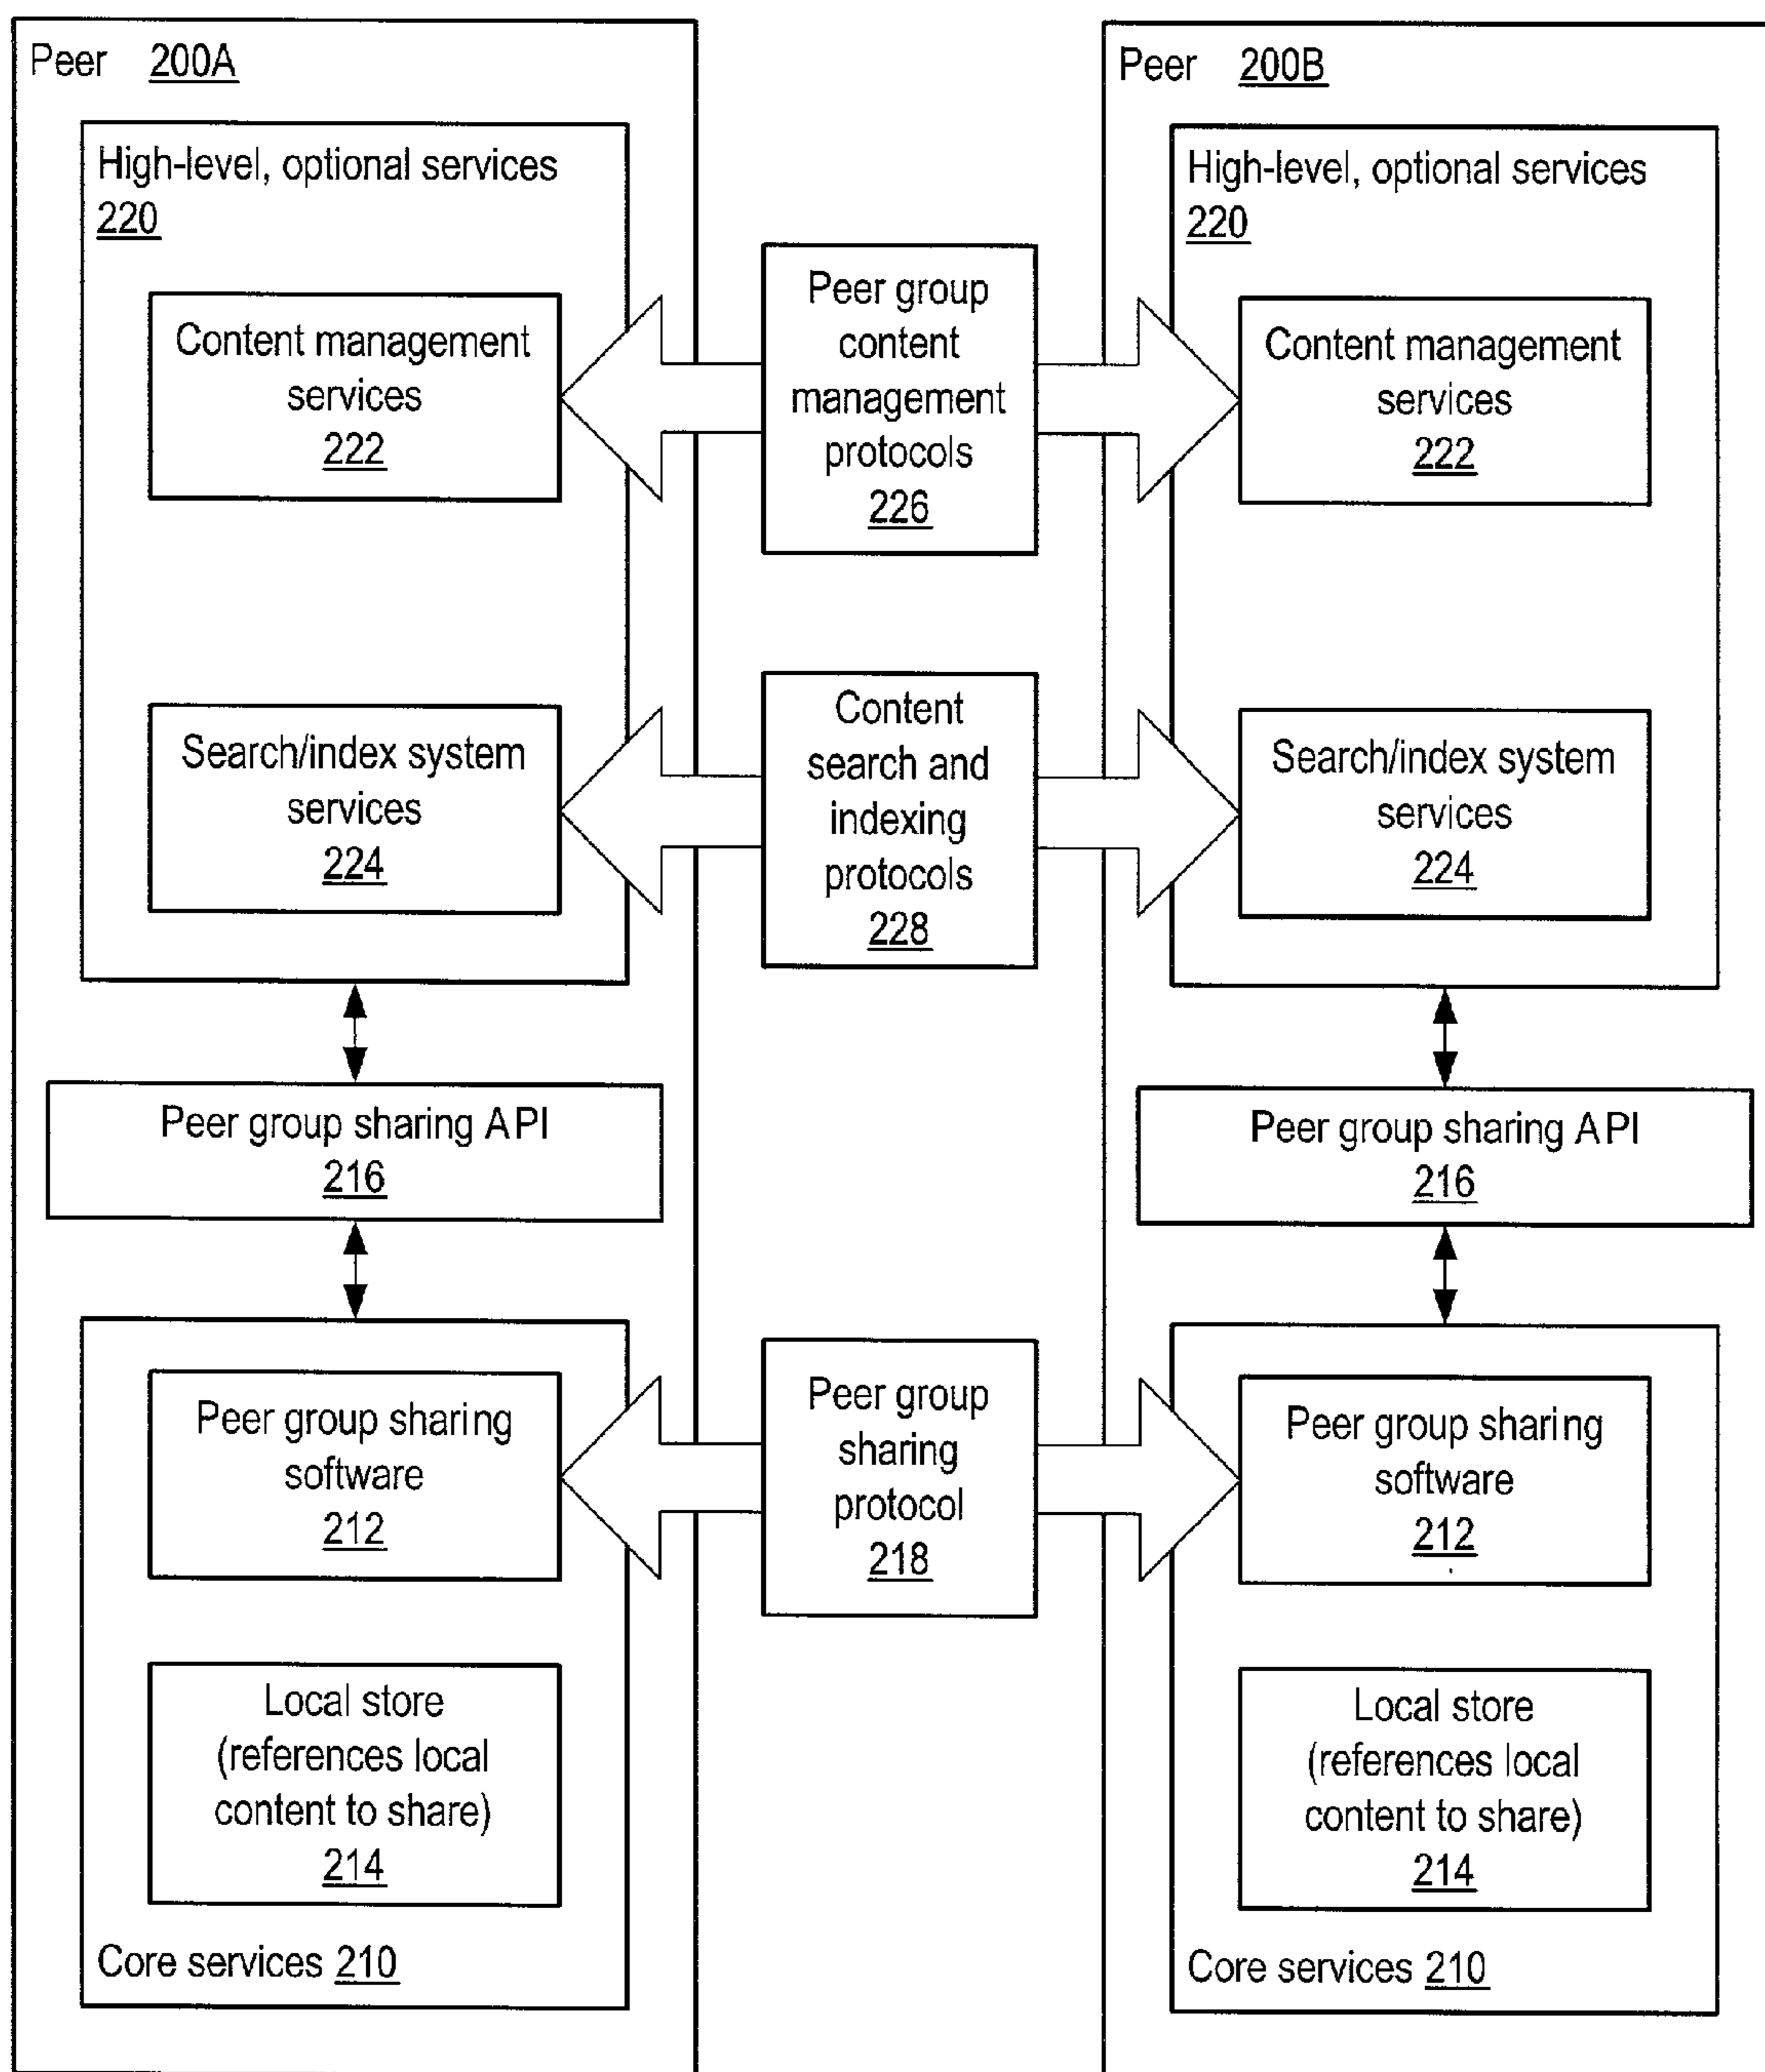 Peer 200A
High-level, optional services
220
Content management
services
222
Search/index system
services
224
Peer group sharing API
216
Peer group sharing
software
212
Local store
(references local
content to share)
214
Core services 210
Peer group
content
management
protocols
226
Content
search and
indexing
protocols
228
Peer group
sharing
protocol
218
Peer 200B
High-level, optional services
220
Content management
services
222
Search/index system
services
224
Peer group sharing API
216
Peer group sharing
software
212
Local store
(references local
content to share)
214
Core services 210